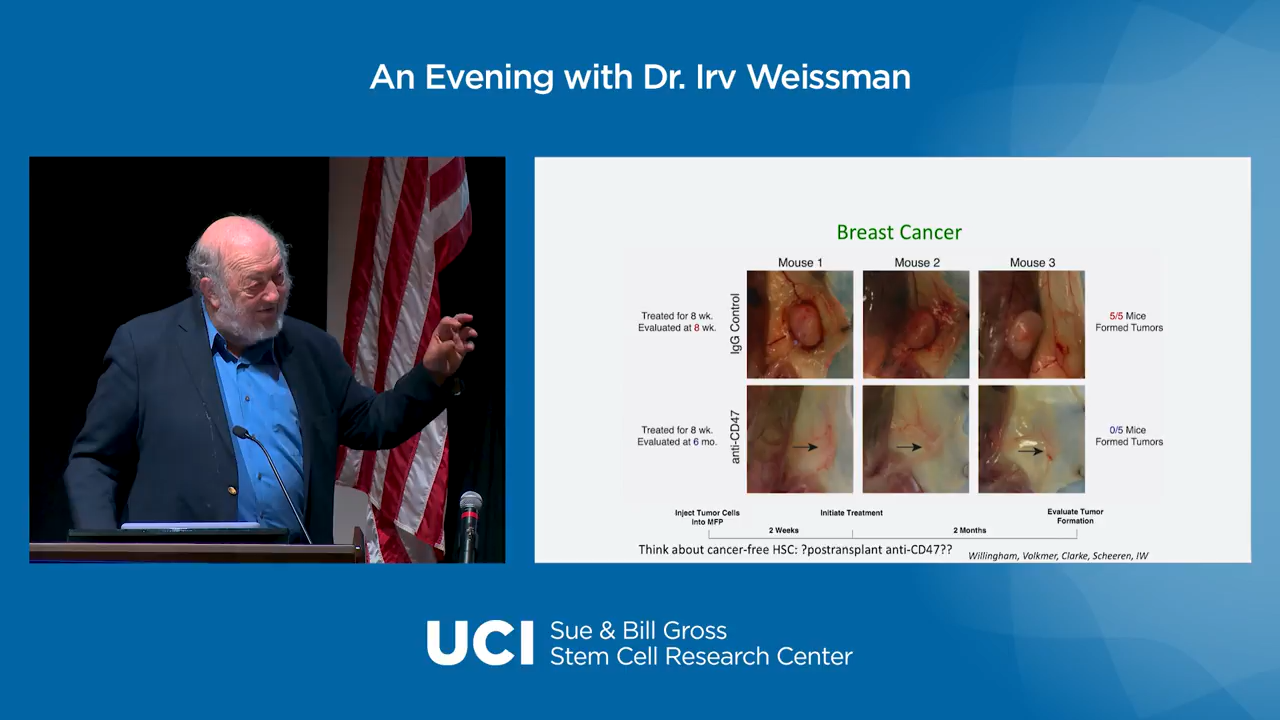 An Evening with Dr. Irv Weissman
Breast Cancer
Mouse 1
Mouse 2
Mouse 3
Treated for 8 wk.
Evaluated at 8 wk.
IgG Control
5/5 Mice
Formed Tumors
Treated for 8 wk.
Evaluated at 6 mo.
anti-CD47
0/5 Mice
Formed Tumors
Inject Tumor Cells
into MFP
2 Weeks
Initiate Treatment
2 Months
Evaluate Tumor
Formation
Think about cancer-free HSC: ?postransplant anti-CD47??
Willingham, Volkmer, Clarke, Scheeren, IW
UCI
Sue & Bill Gross
Stem Cell Research Center